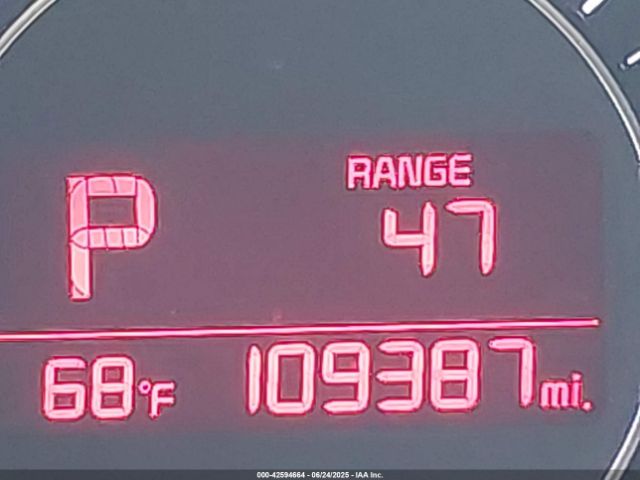 P
RANGE
47
68°F 109387mi.
000-42594664 - 06/24/2025 - IAA Inc.